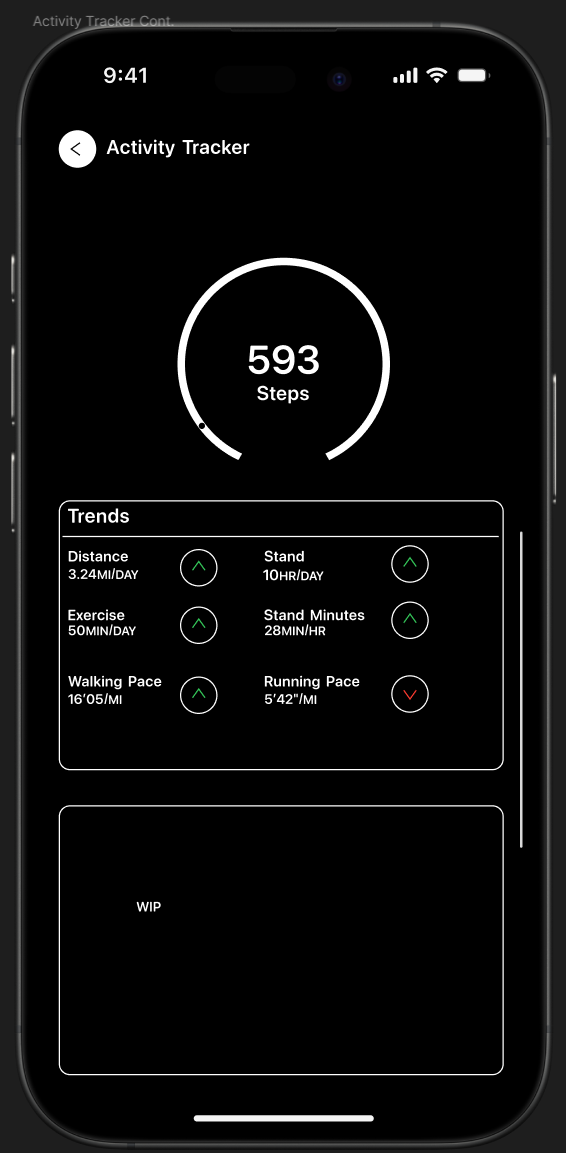 Activity Tracker Cont.
9:41
Activity Tracker
593
Steps
Trends
Distance
3.24MI/DAY
Stand
10HR/DAY
Exercise
50MIN/DAY
Stand Minutes
28MIN/HR
Walking Pace
16'05/MI
Running Pace
5'42"/MI
WIP